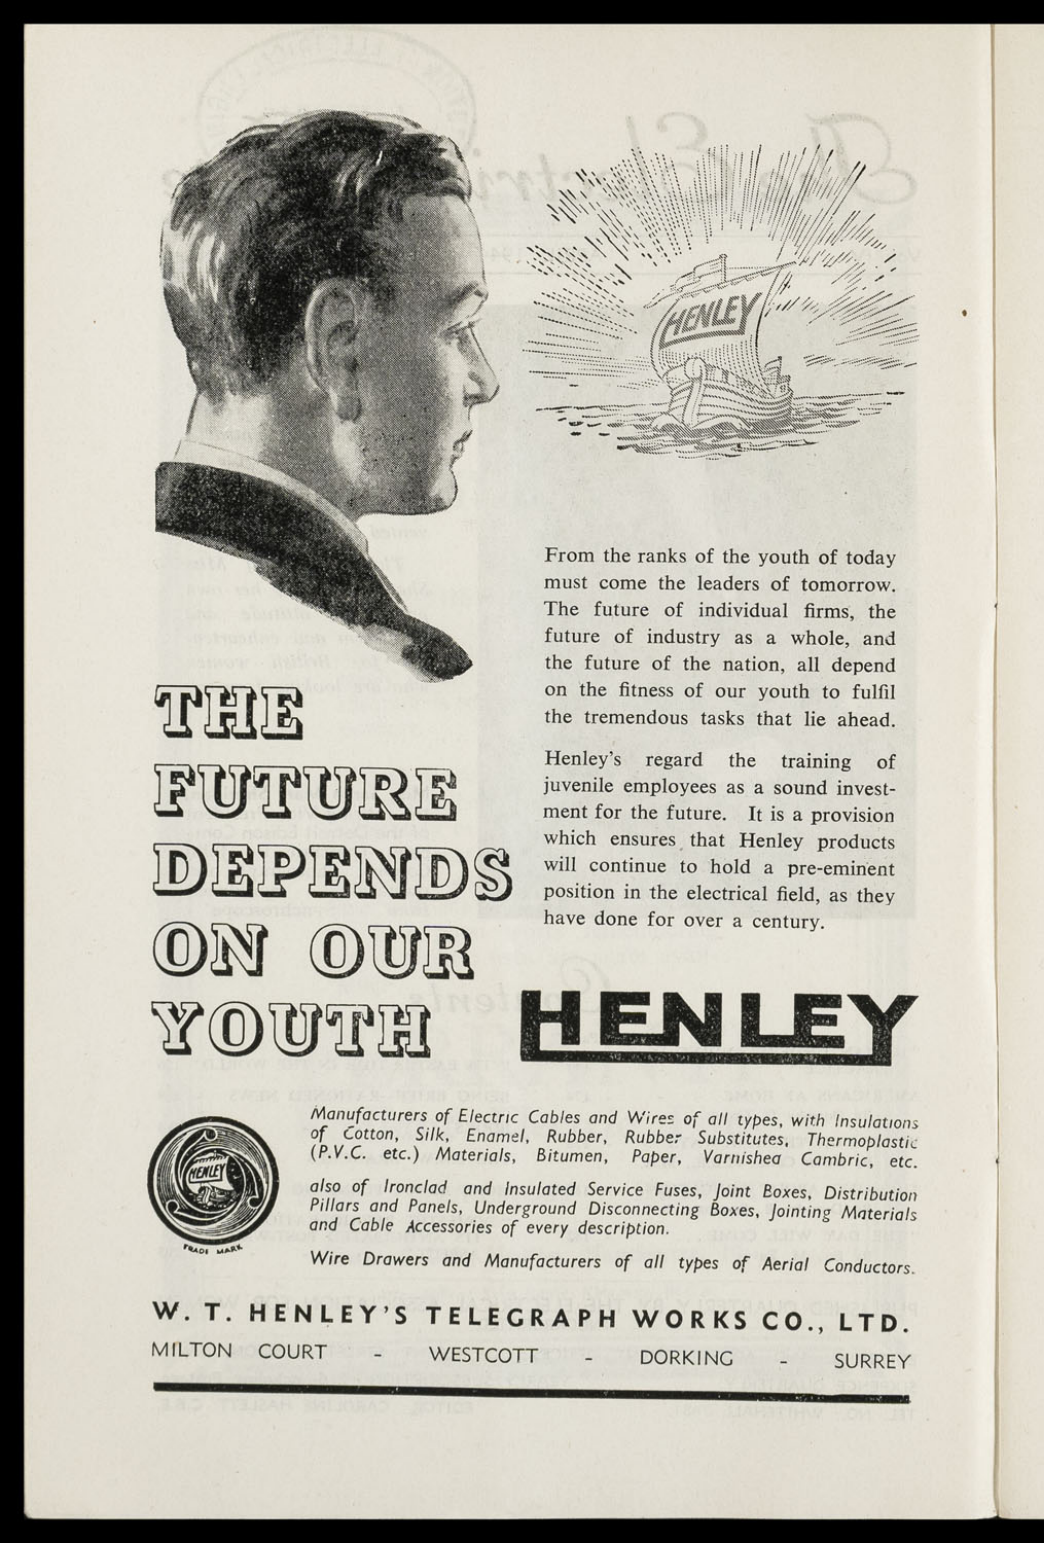 HENLEY
From the ranks of the youth of today
must come the leaders of tomorrow.
The future of individual firms, the
future of industry as a whole, and
the future of the nation, all depend
on the fitness of our youth to fulfil
the tremendous tasks that lie ahead.
Henley's regard the training of
juvenile employees as a sound invest-
ment for the future. It is a provision
which ensures that Henley products
will continue to hold a pre-eminent
position in the electrical field, as they
have done for over a century.
THE
FUTURE
DEPENDS
ON OUR
YOUTH
HENLEY
Manufacturers of Electric Cables and Wires of all types, with Insulations
of Cotton, Silk, Enamel, Rubber, Rubber Substitutes, Thermoplastic
(P.V.C. etc.) Materials, Bitumen, Paper, Varnished Cambric, etc.
also of Ironclad and Insulated Service Fuses, Joint Boxes, Distribution
Pillars and Panels, Underground Disconnecting Boxes, Jointing Materials
and Cable Accessories of every description.
Wire Drawers and Manufacturers of all types of Aerial Conductors.
HENLEY
TRADE MARK
W. T. HENLEY'S TELEGRAPH WORKS CO., LTD.
MILTON COURT - WESTCOTT - DORKING - SURREY